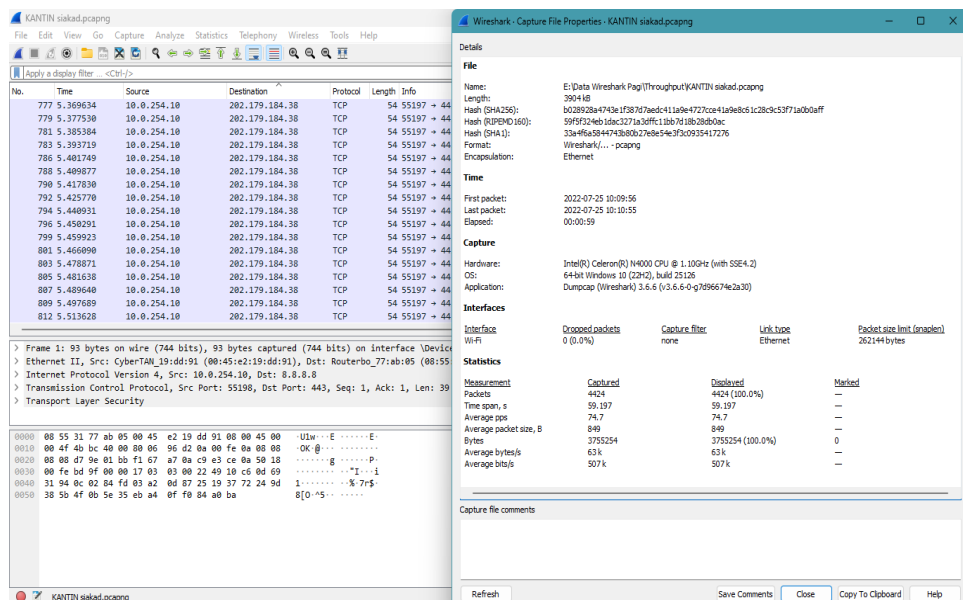 KANTIN siakad.pcapng
File Edit View Go Capture Analyze Statistics Telephony Wireless Tools Help
Apply a display filter ... <Ctrl-/>
No. Time Source Destination Protocol Length Info
777 5.369634 10.0.254.10 202.179.184.38 TCP 54 55197 → 44
779 5.377530 10.0.254.10 202.179.184.38 TCP 54 55197 → 44
781 5.385384 10.0.254.10 202.179.184.38 TCP 54 55197 → 44
783 5.393719 10.0.254.10 202.179.184.38 TCP 54 55197 → 44
786 5.401749 10.0.254.10 202.179.184.38 TCP 54 55197 → 44
788 5.409877 10.0.254.10 202.179.184.38 TCP 54 55197 → 44
790 5.417830 10.0.254.10 202.179.184.38 TCP 54 55197 → 44
792 5.425770 10.0.254.10 202.179.184.38 TCP 54 55197 → 44
794 5.440931 10.0.254.10 202.179.184.38 TCP 54 55197 → 44
796 5.450291 10.0.254.10 202.179.184.38 TCP 54 55197 → 44
799 5.459923 10.0.254.10 202.179.184.38 TCP 54 55197 → 44
801 5.466090 10.0.254.10 202.179.184.38 TCP 54 55197 → 44
803 5.478871 10.0.254.10 202.179.184.38 TCP 54 55197 → 44
805 5.481638 10.0.254.10 202.179.184.38 TCP 54 55197 → 44
807 5.489640 10.0.254.10 202.179.184.38 TCP 54 55197 → 44
809 5.497689 10.0.254.10 202.179.184.38 TCP 54 55197 → 44
812 5.513628 10.0.254.10 202.179.184.38 TCP 54 55197 → 44
> Frame 1: 93 bytes on wire (744 bits), 93 bytes captured (744 bits) on interface \Device
> Ethernet II, Src: CyberTAN_19:dd:91 (00:45:e2:19:dd:91), Dst: Routerbo_77:ab:05 (08:55:
> Internet Protocol Version 4, Src: 10.0.254.10, Dst: 8.8.8.8
> Transmission Control Protocol, Src Port: 55198, Dst Port: 443, Seq: 1, Ack: 1, Len: 39
> Transport Layer Security
0000 08 55 31 77 ab 05 00 45 e2 19 dd 91 08 00 45 00 ·U1w···E ······E·
0010 00 4f 4b bc 40 00 80 06 96 d2 0a 00 fe 0a 08 08 ·OK·@··· ········
0020 08 08 d7 9e 01 bb f1 67 a7 0a c9 e3 ce 0a 50 18 ·······g ······P·
0030 00 fe bd 9f 00 00 17 03 03 00 22 49 10 c6 0d 69 ········ ··"I···i
0040 31 94 0c 02 84 fd 03 a2 0d 87 25 19 37 72 24 9d 1······· ··%·7r$·
0050 38 5b 4f 0b 5e 35 eb a4 0f f0 84 a0 ba 8[O·^5·· ·····
KANTIN siakad.pcapng
Wireshark · Capture File Properties · KANTIN siakad.pcapng
Details
File
Name: E:\Data Wireshark Pagi\Throughput\KANTIN siakad.pcapng
Length: 3904 kB
Hash (SHA256): b028928a4743e1f387d7aedc411a9e4727cce41a9e8c61c28c9c53f71a0b0aff
Hash (RIPEMD160): 59f5f324eb1dac3271a3dffc11bb7d18b28db0ac
Hash (SHA1): 33a4f6a5844743b80b27e8e54e3f3c0935417276
Format: Wireshark/... - pcapng
Encapsulation: Ethernet
Time
First packet: 2022-07-25 10:09:56
Last packet: 2022-07-25 10:10:55
Elapsed: 00:00:59
Capture
Hardware: Intel(R) Celeron(R) N4000 CPU @ 1.10GHz (with SSE4.2)
OS: 64-bit Windows 10 (22H2), build 25126
Application: Dumpcap (Wireshark) 3.6.6 (v3.6.6-0-g7d96674e2a30)
Interfaces
Interface Dropped packets Capture filter Link type Packet size limit (snaplen)
Wi-Fi 0 (0.0%) none Ethernet 262144 bytes
Statistics
Measurement Captured Displayed Marked
Packets 4424 4424 (100.0%) —
Time span, s 59.197 59.197 —
Average pps 74.7 74.7 —
Average packet size, B 849 849 —
Bytes 3755254 3755254 (100.0%) 0
Average bytes/s 63 k 63 k —
Average bits/s 507 k 507 k —
Capture file comments
Refresh Save Comments Close Copy To Clipboard Help